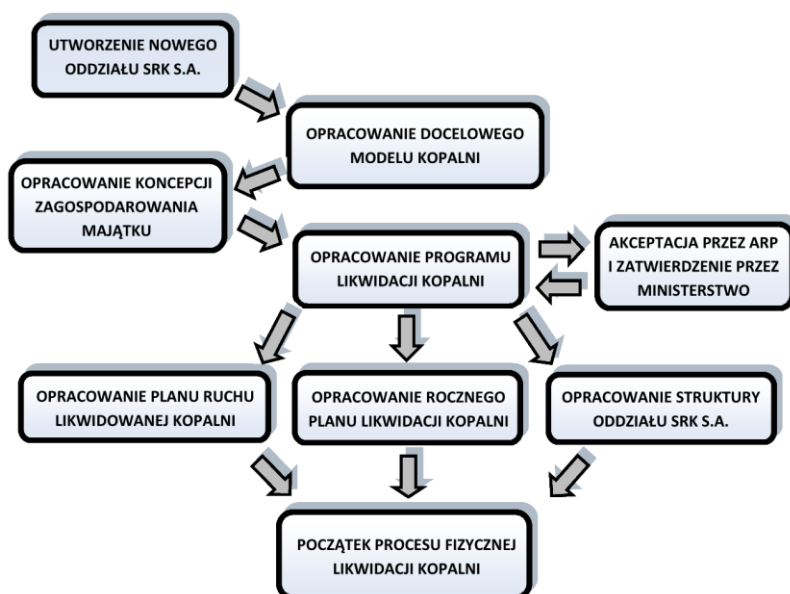 UTWORZENIE NOWEGO
ODDZIAŁU SRK S.A.
OPRACOWANIE DOCELOWEGO
MODELU KOPALNI
OPRACOWANIE KONCEPCJI
ZAGOSPODAROWANIA
MAJĄTKU
OPRACOWANIE PROGRAMU
LIKWIDACJI KOPALNI
AKCEPTACJA PRZEZ ARP
I ZATWIERDZENIE PRZEZ
MINISTERSTWO
OPRACOWANIE PLANU RUCHU
LIKWIDOWANEJ KOPALNI
OPRACOWANIE ROCZNEGO
PLANU LIKWIDACJI KOPALNI
OPRACOWANIE STRUKTURY
ODDZIAŁU SRK S.A.
POCZĄTEK PROCESU FIZYCZNEJ
LIKWIDACJI KOPALNI